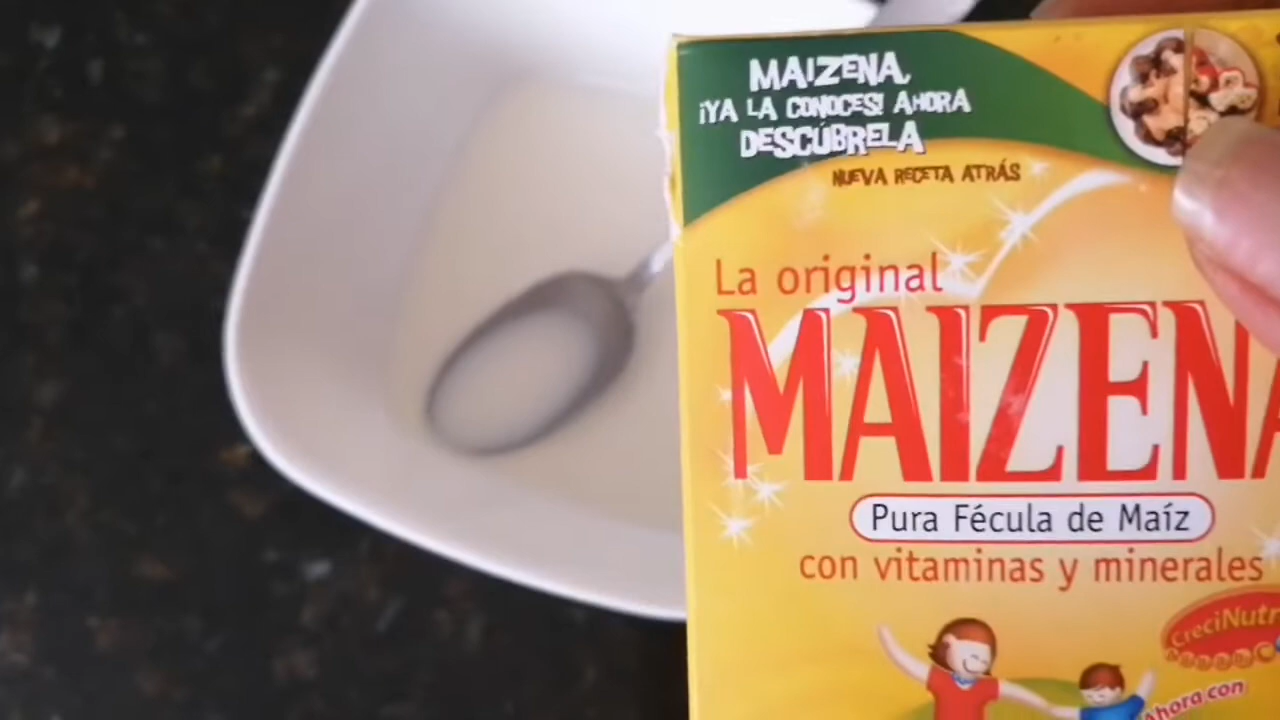 MAIZENA,
¡YA LA CONOCES! AHORA
DESCÚBRELA
NUEVA RECETA ATRÁS
La original
MAIZENA
Pura Fécula de Maíz
con vitaminas y minerales
CreciNutr
Ahora con